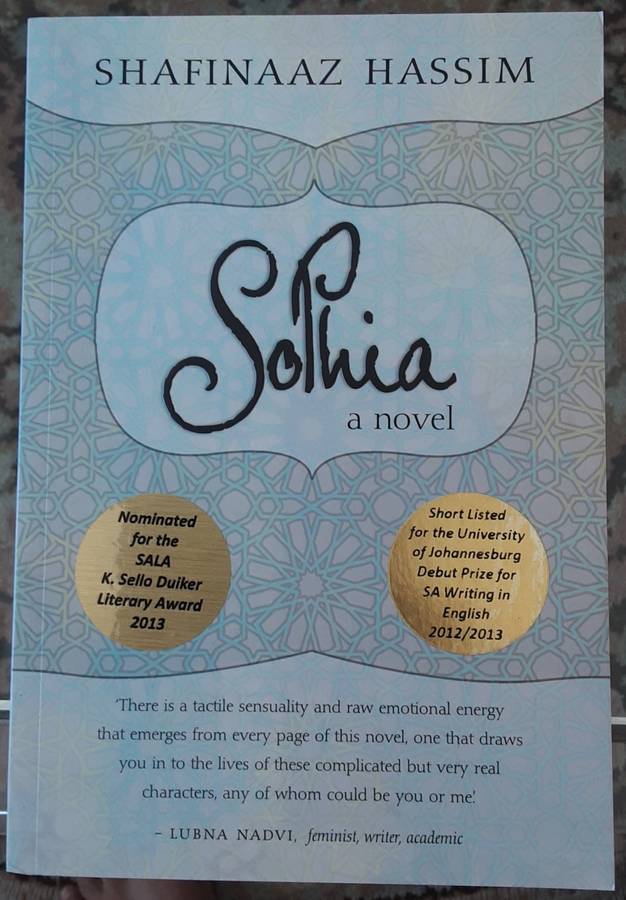 SHAFINAAZ HASSIM
SoPhia
a novel
Nominated
for the
SALA
K. Sello Duiker
Literary Award
2013
Short Listed
for the University
of Johannesburg
Debut Prize for
SA Writing in
English
2012/2013
‘There is a tactile sensuality and raw emotional energy
that emerges from every page of this novel, one that draws
you in to the lives of these complicated but very real
characters, any of whom could be you or me.’
– LUBNA NADVI, feminist, writer, academic